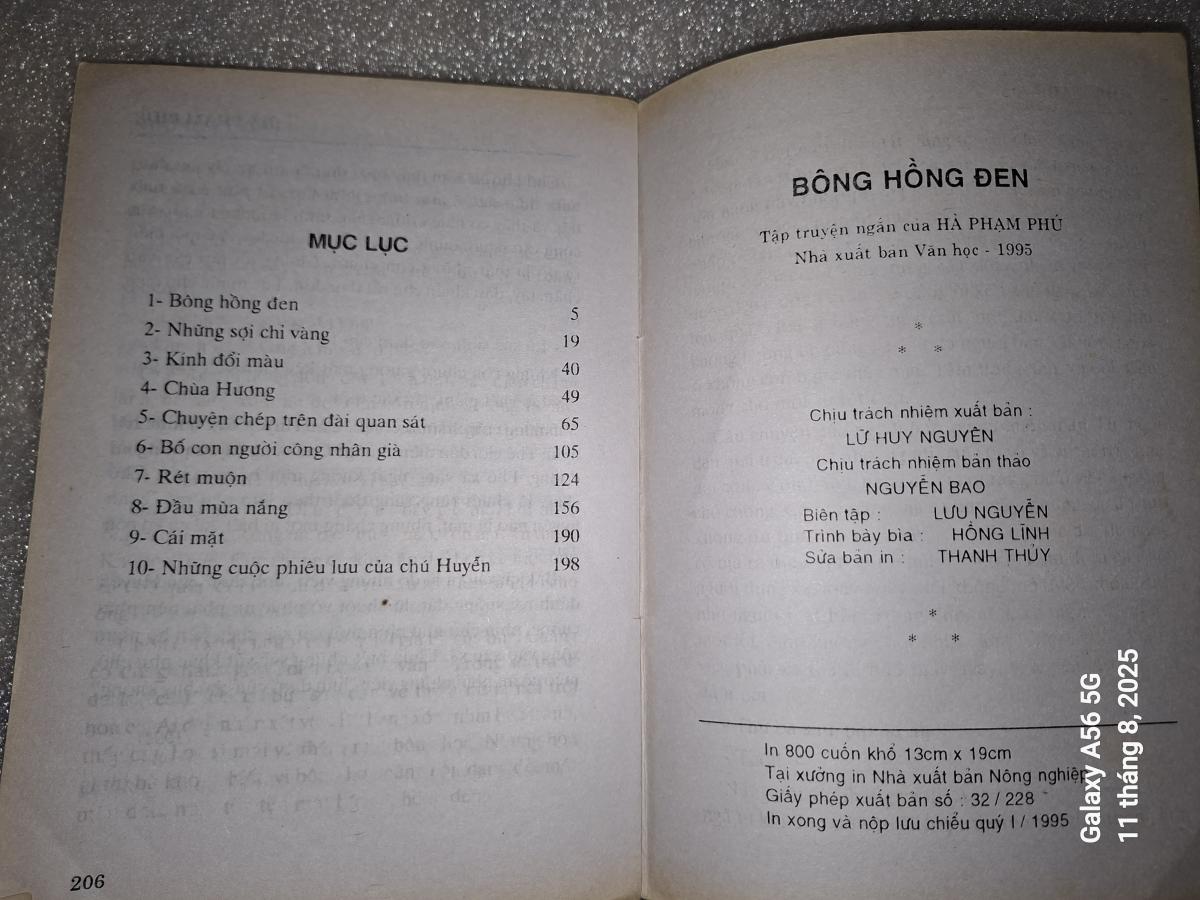 MỤC LỤC
1- Bông hồng đen 5
2- Những sợi chỉ vàng 19
3- Kính đổi màu 40
4- Chùa Hương 49
5- Chuyện chép trên đài quan sát 65
6- Bố con người công nhân già 105
7- Rét muộn 124
8- Đầu mùa nắng 156
9- Cái mặt 190
10- Những cuộc phiêu lưu của chú Huyễn 198
206
BÔNG HỒNG ĐEN
Tập truyện ngắn của HÀ PHẠM PHÚ
Nhà xuất bản Văn học - 1995
*
* *
Chịu trách nhiệm xuất bản :
LỮ HUY NGUYÊN
Chịu trách nhiệm bản thảo
NGUYỄN BAO
Biên tập : LƯU NGUYỄN
Trình bày bìa : HỒNG LĨNH
Sửa bản in : THANH THỦY
*
* *
In 800 cuốn khổ 13cm x 19cm
Tại xưởng in Nhà xuất bản Nông nghiệp
Giấy phép xuất bản số : 32 / 228
In xong và nộp lưu chiểu quý I / 1995
Galaxy A56 5G
11 tháng 8, 2025